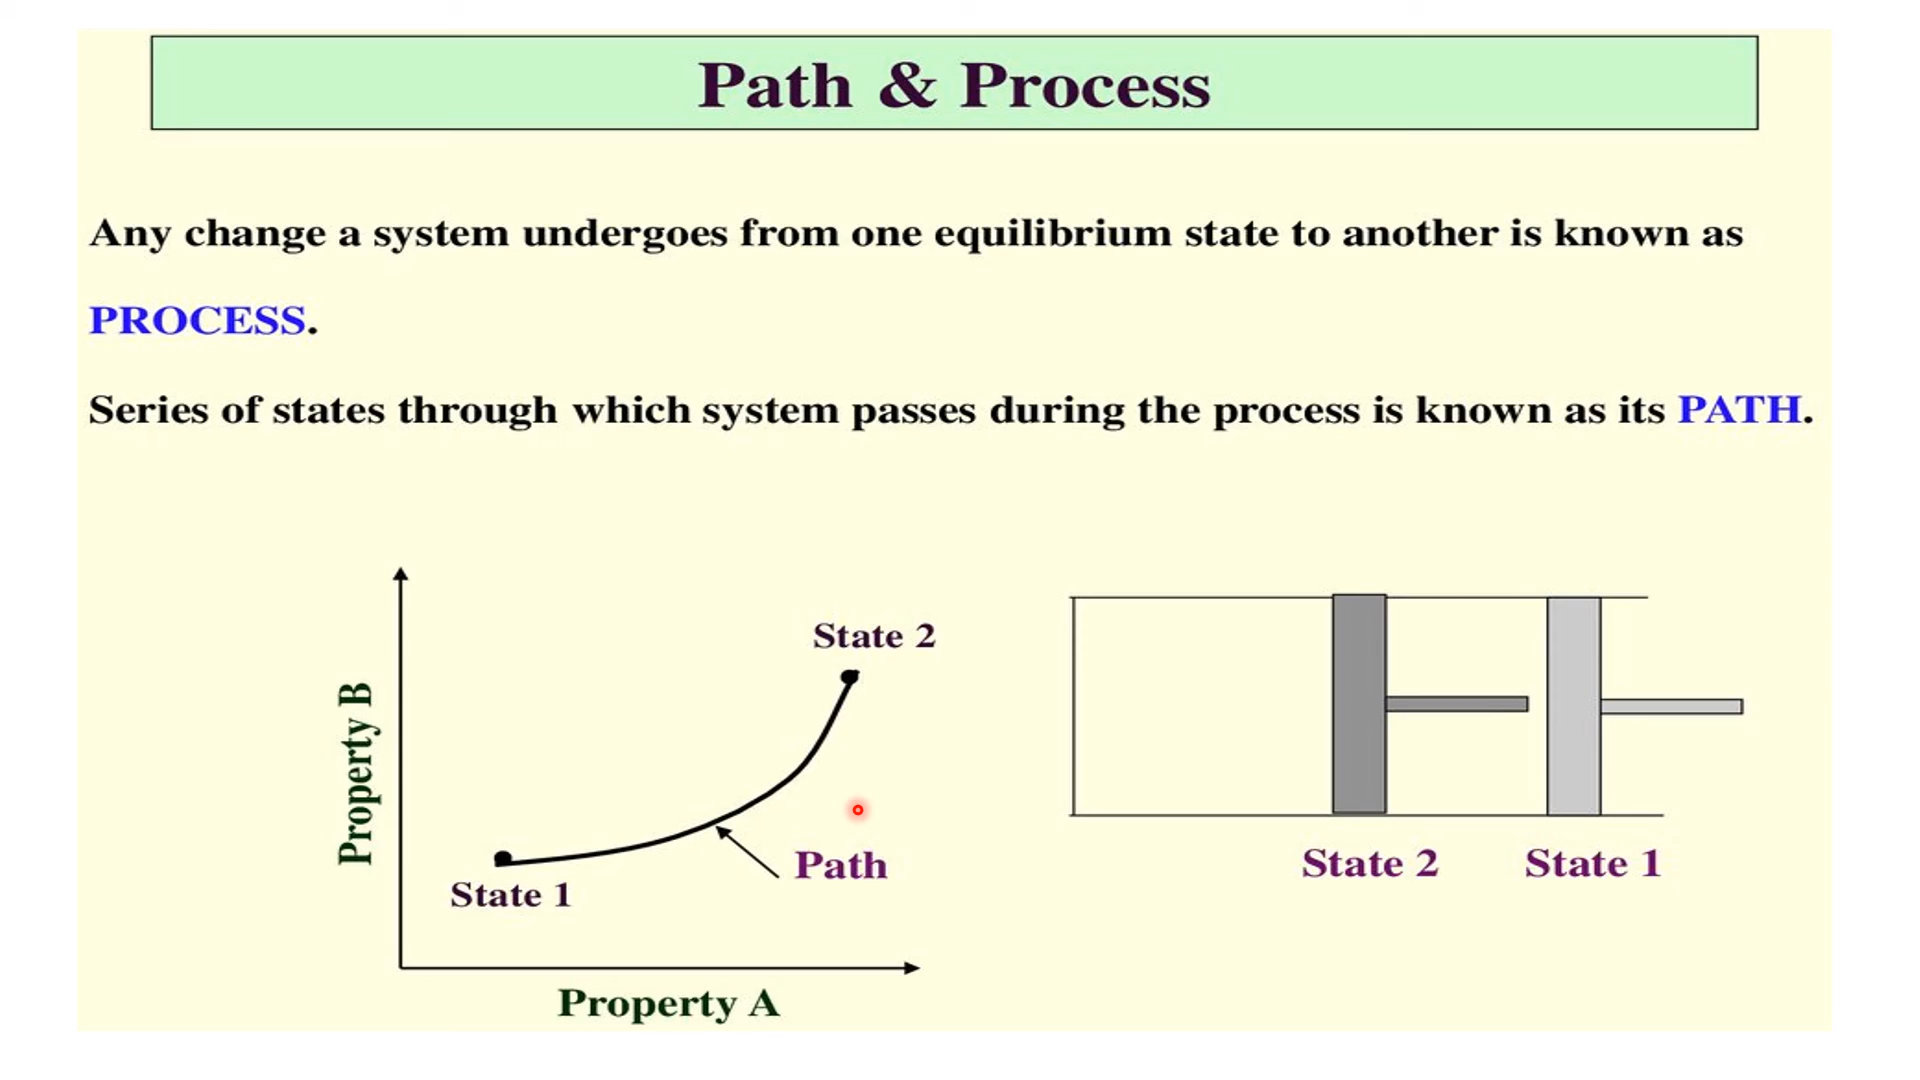 Path & Process
Any change a system undergoes from one equilibrium state to another is known as
PROCESS.
Series of states through which system passes during the process is known as its PATH.
Property B
State 2
Path
State 1
Property A
State 2
State 1